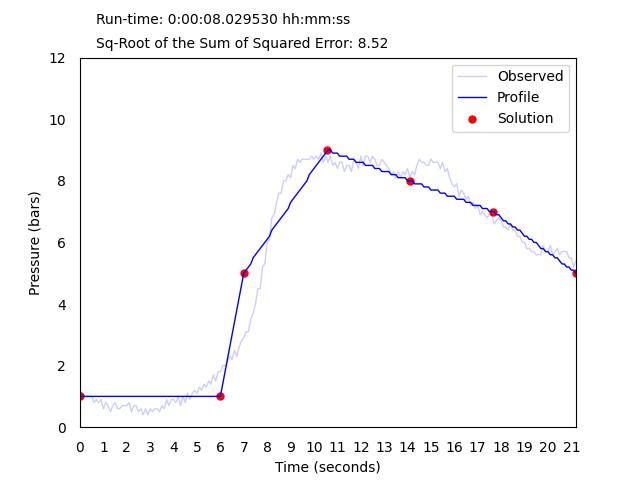 Run-time: 0:00:08.029530 hh:mm:ss
Sq-Root of the Sum of Squared Error: 8.52
12
10
8
6
4
2
0
Pressure (bars)
Observed
Profile
Solution
0 1 2 3 4 5 6 7 8 9 10 11 12 13 14 15 16 17 18 19 20 21
Time (seconds)